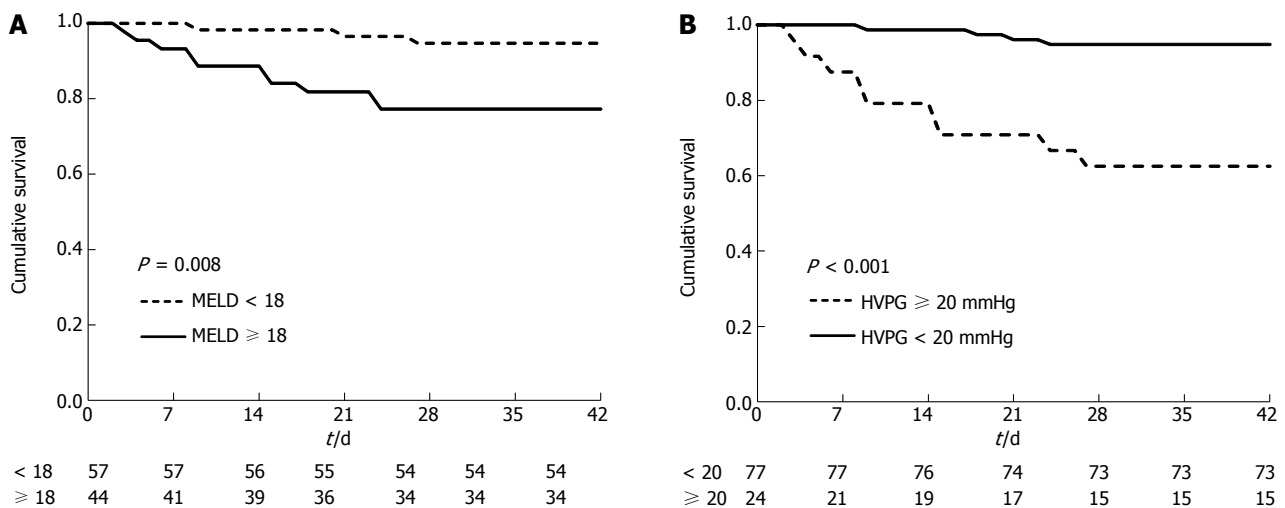 A
1.0
0.8
0.6
0.4
0.2
0.0
Cumulative survival
P = 0.008
MELD < 18
MELD ⩾ 18
0 7 14 21 28 35 42
t/d
< 18 57 57 56 55 54 54 54
⩾ 18 44 41 39 36 34 34 34
B
1.0
0.8
0.6
0.4
0.2
0.0
Cumulative survival
P < 0.001
HVPG ⩾ 20 mmHg
HVPG < 20 mmHg
0 7 14 21 28 35 42
t/d
< 20 77 77 76 74 73 73 73
⩾ 20 24 21 19 17 15 15 15